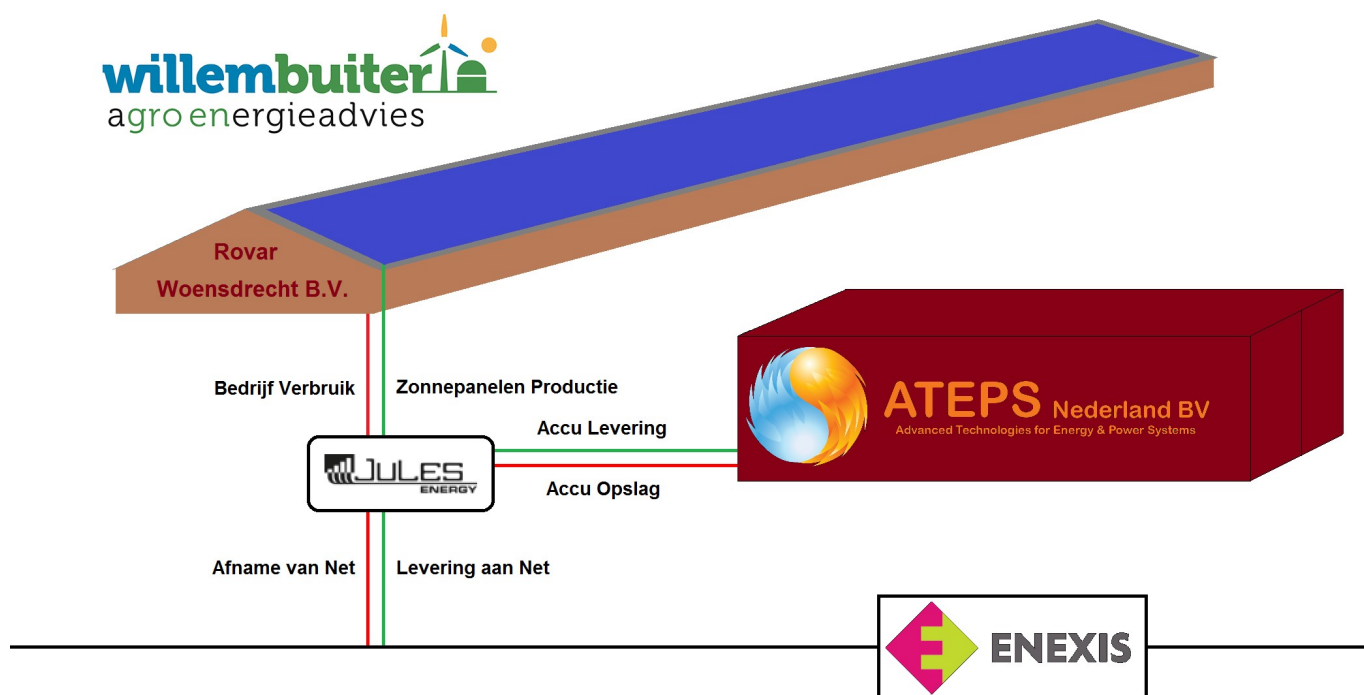 willembuiter
agro energieadvies
Rovar
Woensdrecht B.V.
Bedrijf Verbruik
Zonnepanelen Productie
Accu Levering
ATEPS Nederland BV
Advanced Technologies for Energy & Power Systems
JULES
ENERGY
Accu Opslag
Afname van Net
Levering aan Net
ENEXIS